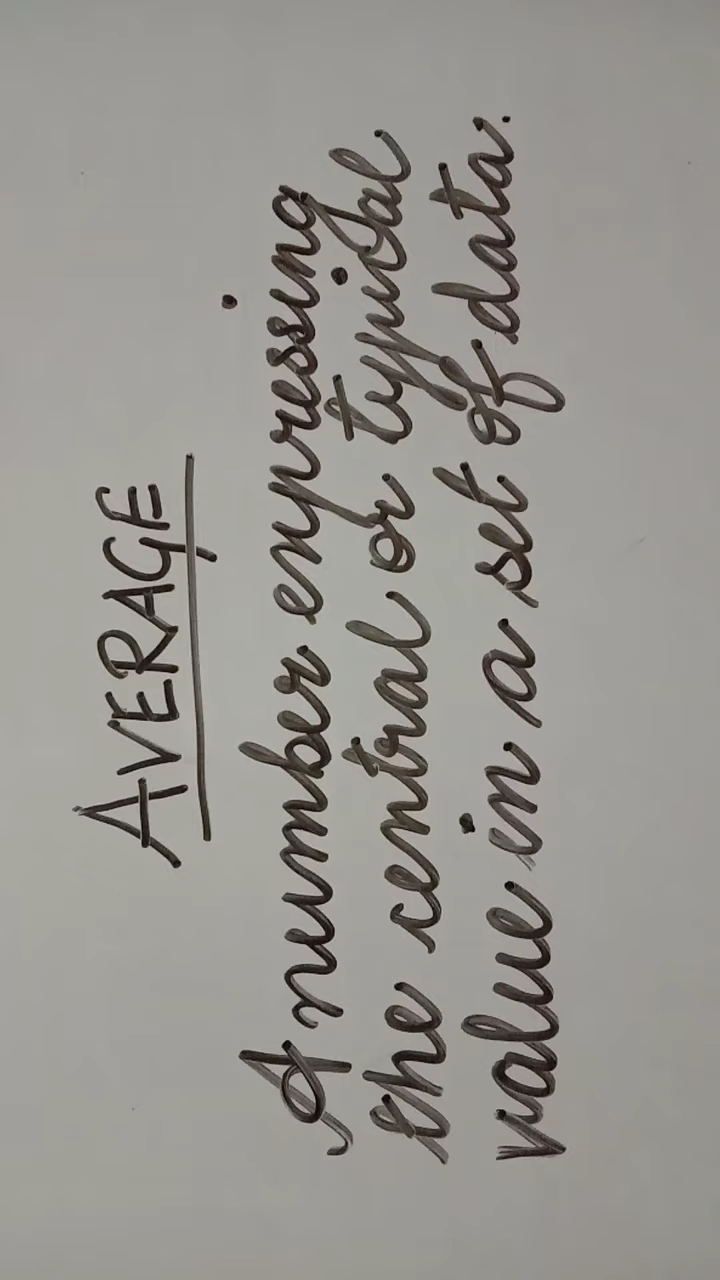 AVERAGE
A number expressing
the central or typical
value in a set of data.